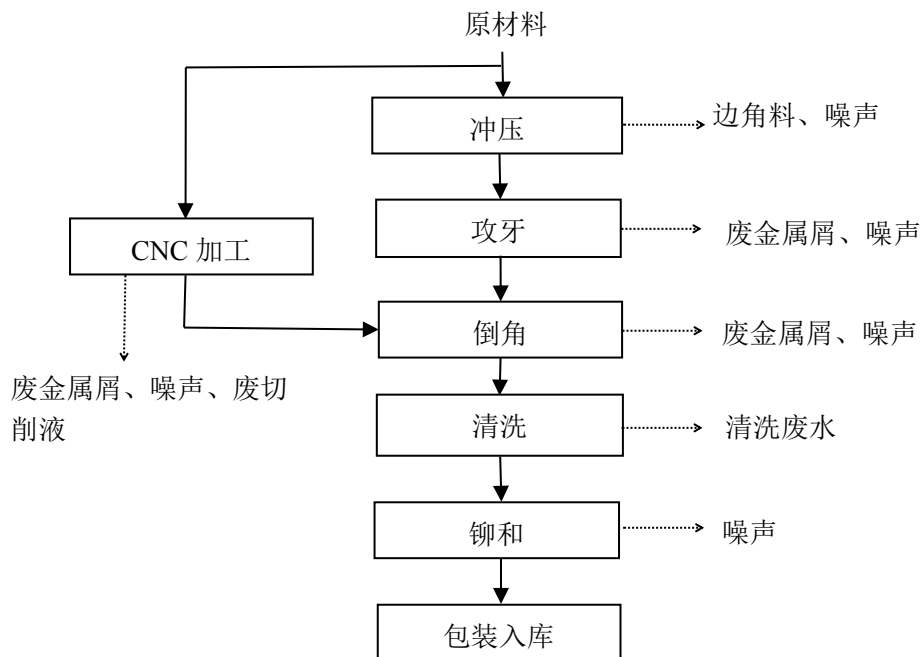 原材料
冲压
边角料、噪声
攻牙
废金属屑、噪声
CNC 加工
倒角
废金属屑、噪声
废金属屑、噪声、废切
削液
清洗
清洗废水
铆和
噪声
包装入库